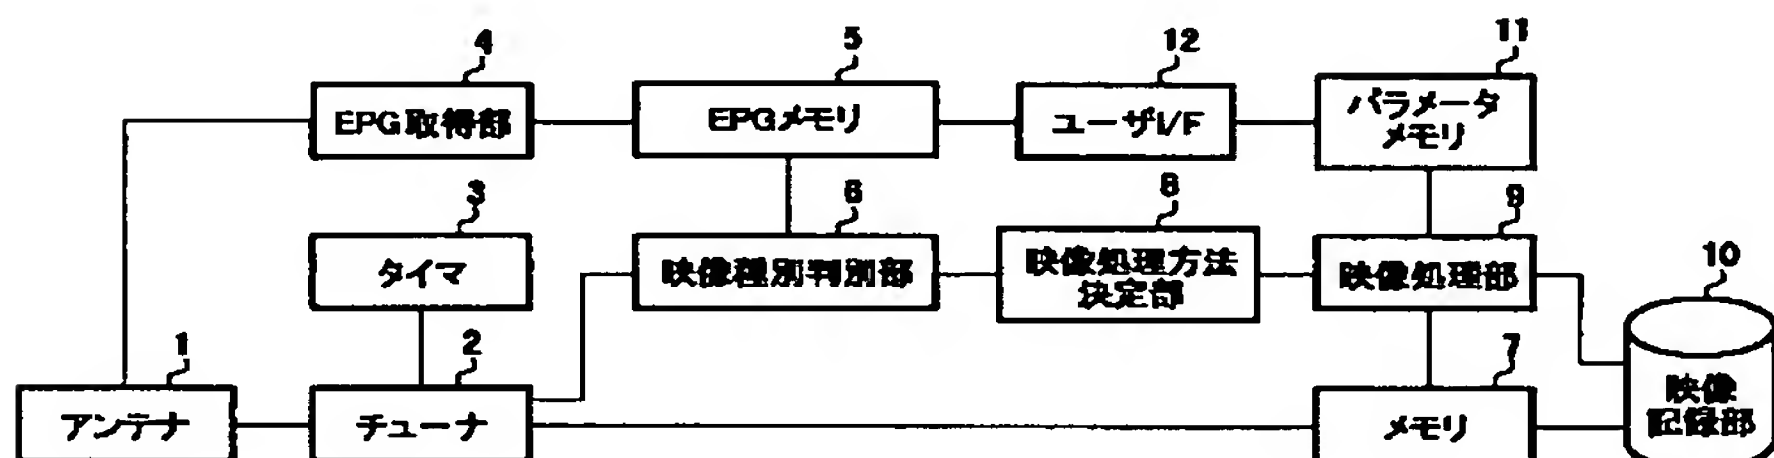 4
5
12
11
EPG取得部
EPGメモリ
ユーザI/F
パラメータ
メモリ
3
6
8
9
タイマ
映像種別判別部
映像処理方法
決定部
映像処理部
10
1
2
7
アンテナ
チューナ
メモリ
映像
記録部